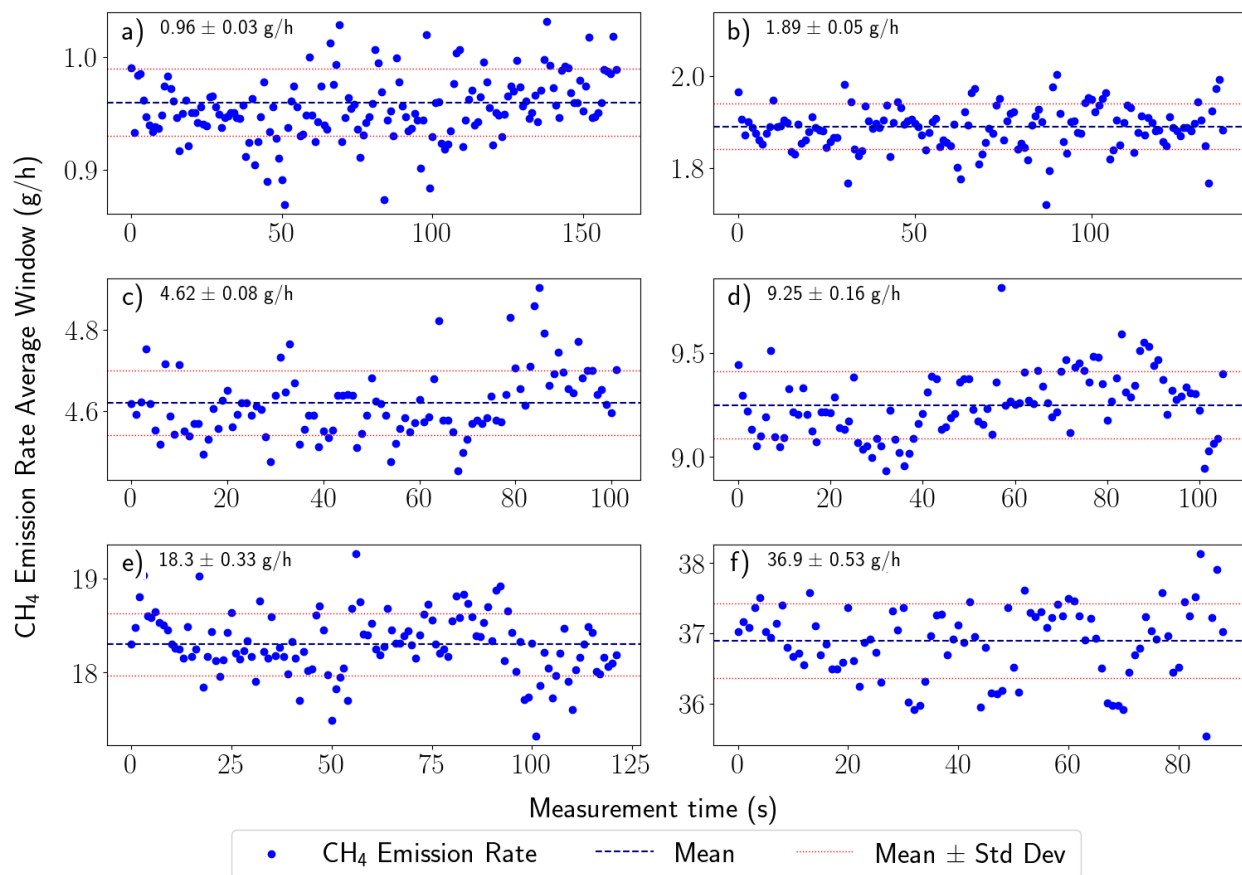 a) 0.96 ± 0.03 g/h
1.0
0.9
0 50 100 150
b) 1.89 ± 0.05 g/h
2.0
1.8
0 50 100
c) 4.62 ± 0.08 g/h
4.8
4.6
0 20 40 60 80 100
d) 9.25 ± 0.16 g/h
9.5
9.0
0 20 40 60 80 100
e) 18.3 ± 0.33 g/h
19
18
0 25 50 75 100 125
f) 36.9 ± 0.53 g/h
38
37
36
0 20 40 60 80
CH₄ Emission Rate Average Window (g/h)
Measurement time (s)
CH₄ Emission Rate Mean Mean ± Std Dev